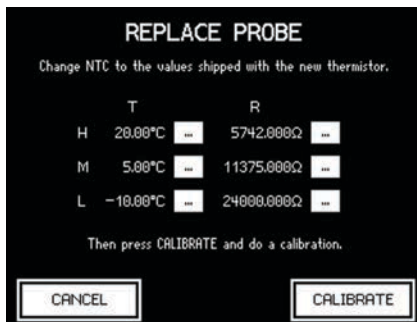 REPLACE PROBE
Change NTC to the values shipped with the new thermistor.
T R
H 20.00°C ... 5742.000Ω ...
M 5.00°C ... 11375.000Ω ...
L -10.00°C ... 24000.000Ω ...
Then press CALIBRATE and do a calibration.
CANCEL CALIBRATE